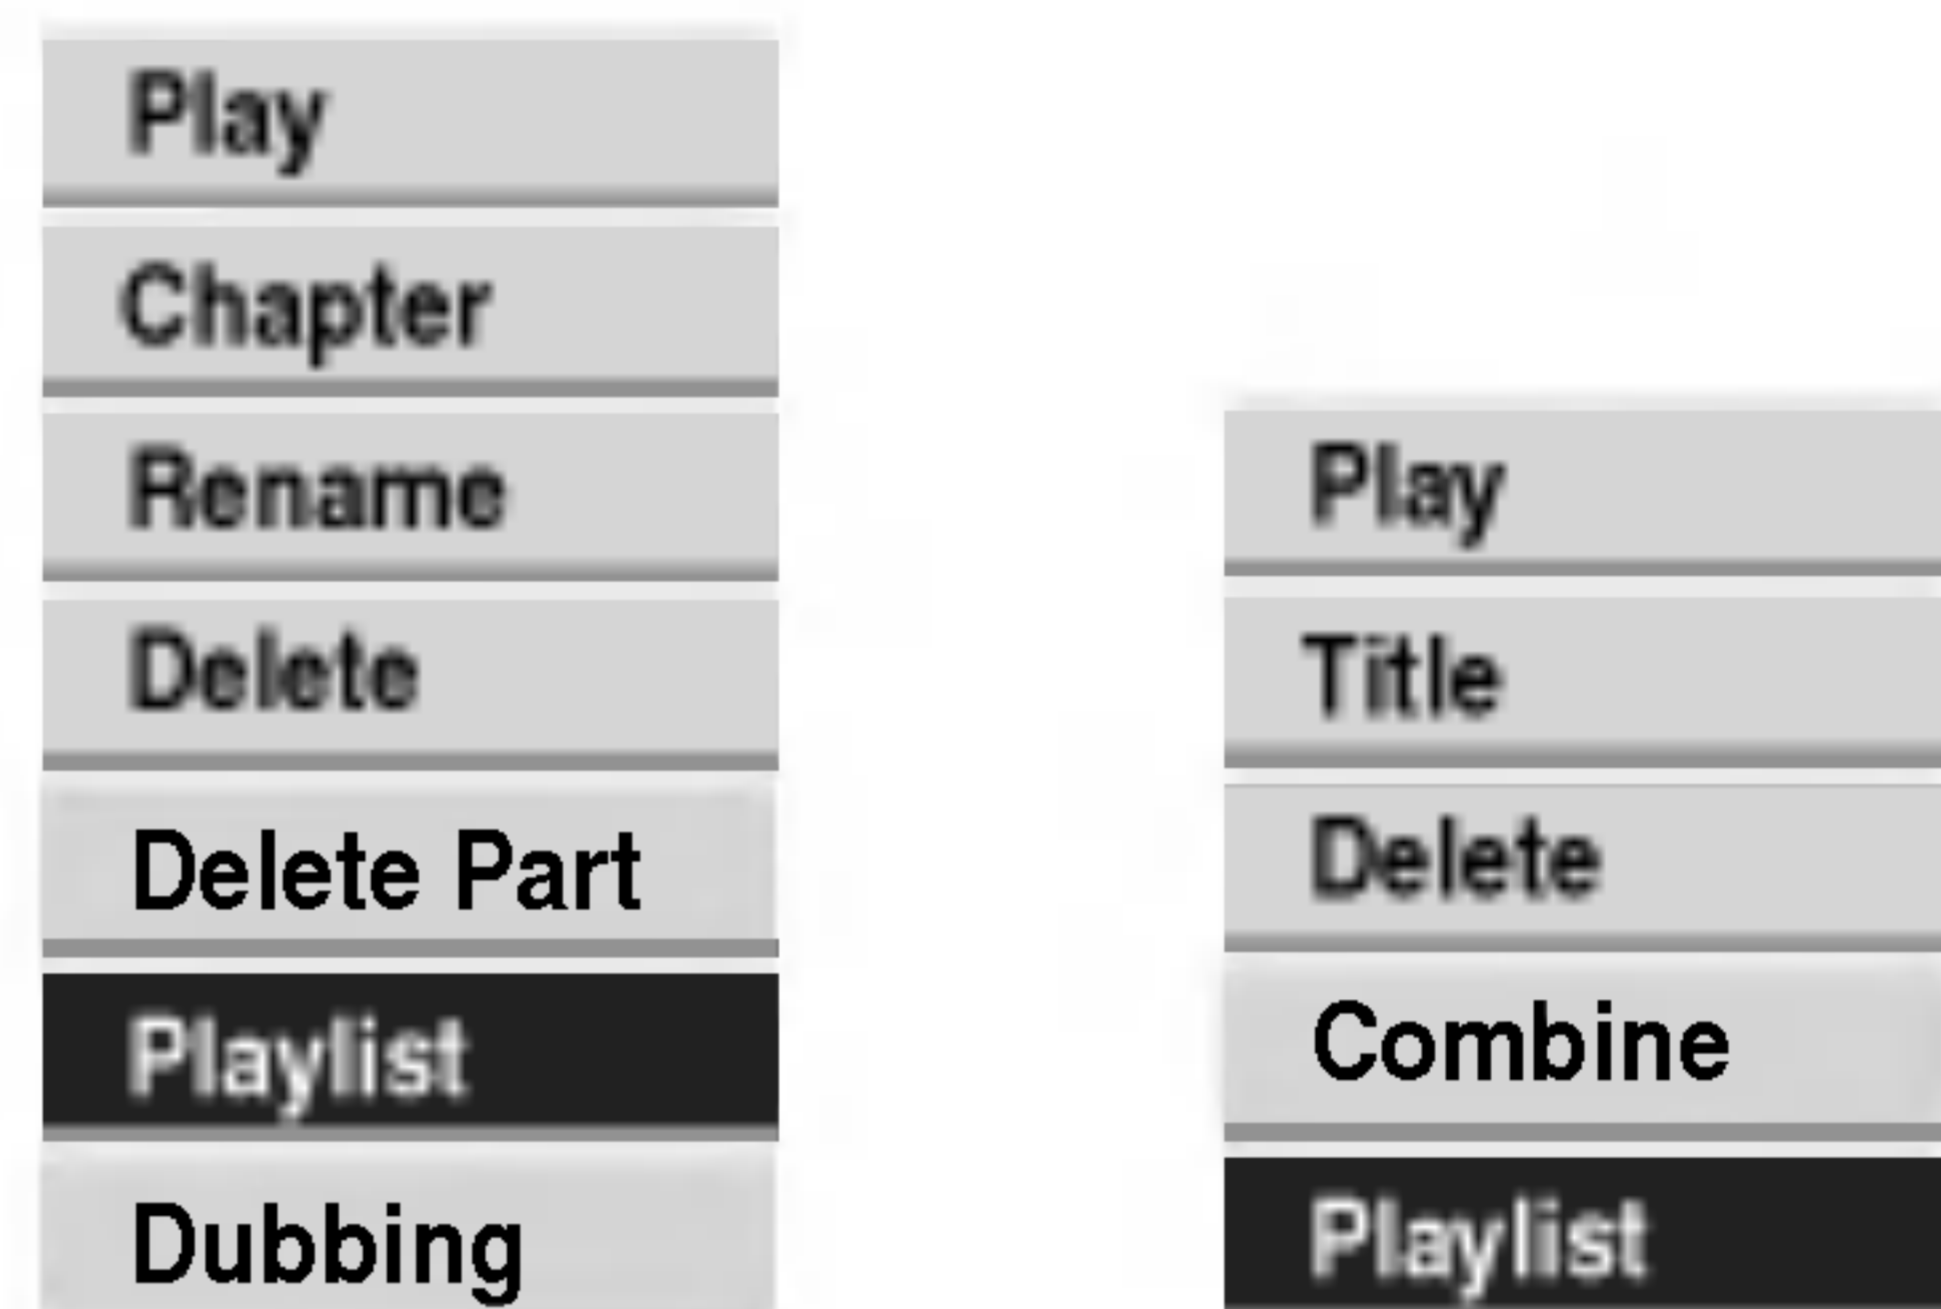 Play
Chapter
Rename
Delete
Delete Part
Playlist
Dubbing
Play
Title
Delete
Combine
Playlist